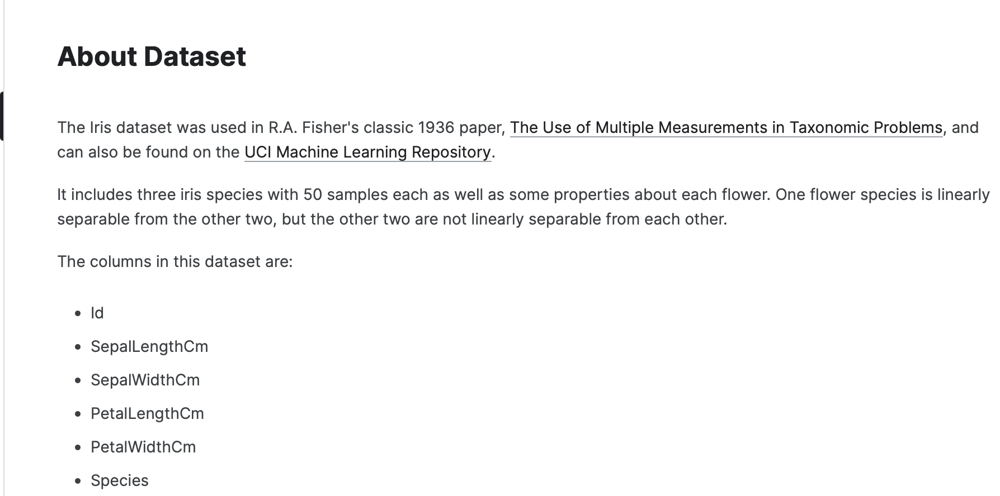 About Dataset
The Iris dataset was used in R.A. Fisher's classic 1936 paper, The Use of Multiple Measurements in Taxonomic Problems, and
can also be found on the UCI Machine Learning Repository.
It includes three iris species with 50 samples each as well as some properties about each flower. One flower species is linearly
separable from the other two, but the other two are not linearly separable from each other.
The columns in this dataset are:
• Id
• SepalLengthCm
• SepalWidthCm
• PetalLengthCm
• PetalWidthCm
• Species